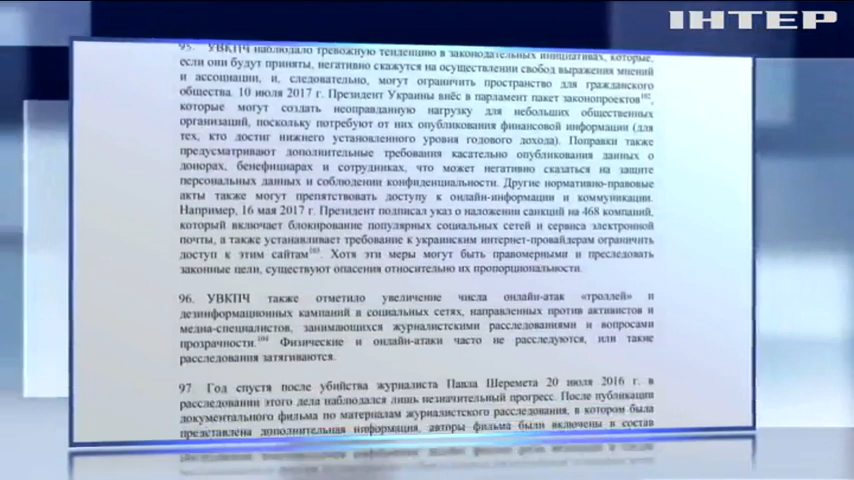 ІНТЕР
95. УВКПЧ наблюдало тревожную тенденцию в законодательных инициативах, которые,
если они будут приняты, негативно скажутся на осуществлении свобод выражения мнений
и ассоциации, и, следовательно, могут ограничить пространство для гражданского
общества. 10 июля 2017 г. Президент Украины внёс в парламент пакет законопроектов102,
которые могут создать неоправданную нагрузку для небольших общественных
организаций, поскольку потребуют от них опубликования финансовой информации (для
тех, кто достиг нижнего установленного уровня годового дохода). Поправки также
предусматривают дополнительные требования касательно опубликования данных о
донорах, бенефициарах и сотрудниках, что может негативно сказаться на защите
персональных данных и соблюдении конфиденциальности. Другие нормативно-правовые
акты также могут препятствовать доступу к онлайн-информации и коммуникации.
Например, 16 мая 2017 г. Президент подписал указ о наложении санкций на 468 компаний,
который включает блокирование популярных социальных сетей и сервиса электронной
почты, а также устанавливает требование к украинским интернет-провайдерам ограничить
доступ к этим сайтам103. Хотя эти меры могут быть правомерными и преследовать
законные цели, существуют опасения относительно их пропорциональности.
96. УВКПЧ также отметило увеличение числа онлайн-атак «троллей» и
дезинформационных кампаний в социальных сетях, направленных против активистов и
медиа-специалистов, занимающихся журналистскими расследованиями и вопросами
прозрачности.104 Физические и онлайн-атаки часто не расследуются, или такие
расследования затягиваются.
97. Год спустя после убийства журналиста Павла Шеремета 20 июля 2016 г. в
расследовании этого дела наблюдался лишь незначительный прогресс. После публикации
документального фильма по материалам журналистского расследования, в котором была
представлена дополнительная информация, авторы фильма были включены в состав